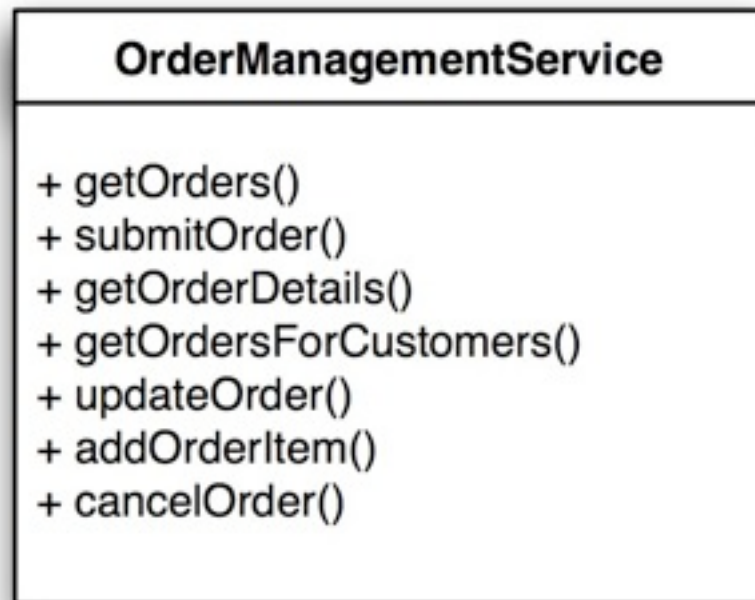 OrderManagementService
+ getOrders()
+ submitOrder()
+ getOrderDetails()
+ getOrdersForCustomers()
+ updateOrder()
+ addOrderItem()
+ cancelOrder()